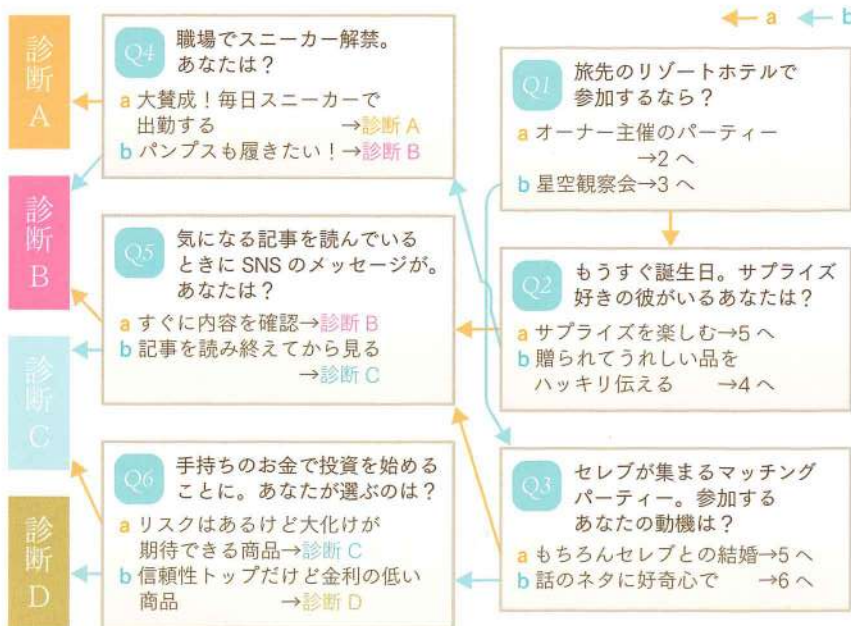 a
b
Q1
旅先のリゾートホテルで
参加するなら？
a オーナー主催のパーティー
→2 へ
b 星空観察会→3 へ
Q2
もうすぐ誕生日。サプライズ
好きの彼がいるあなたは？
a サプライズを楽しむ→5 へ
b 贈られてうれしい品を
ハッキリ伝える →4 へ
Q3
セレブが集まるマッチング
パーティー。参加する
あなたの動機は？
a もちろんセレブとの結婚→5 へ
b 話のネタに好奇心で →6 へ
Q4
職場でスニーカー解禁。
あなたは？
a 大賛成！毎日スニーカーで
出勤する →診断 A
b パンプスも履きたい！→診断 B
Q5
気になる記事を読んでいる
ときに SNS のメッセージが。
あなたは？
a すぐに内容を確認→診断 B
b 記事を読み終えてから見る
→診断 C
Q6
手持ちのお金で投資を始める
ことに。あなたが選ぶのは？
a リスクはあるけど大化けが
期待できる商品→診断 C
b 信頼性トップだけど金利の低い
商品 →診断 D
診断 A
診断 B
診断 C
診断 D